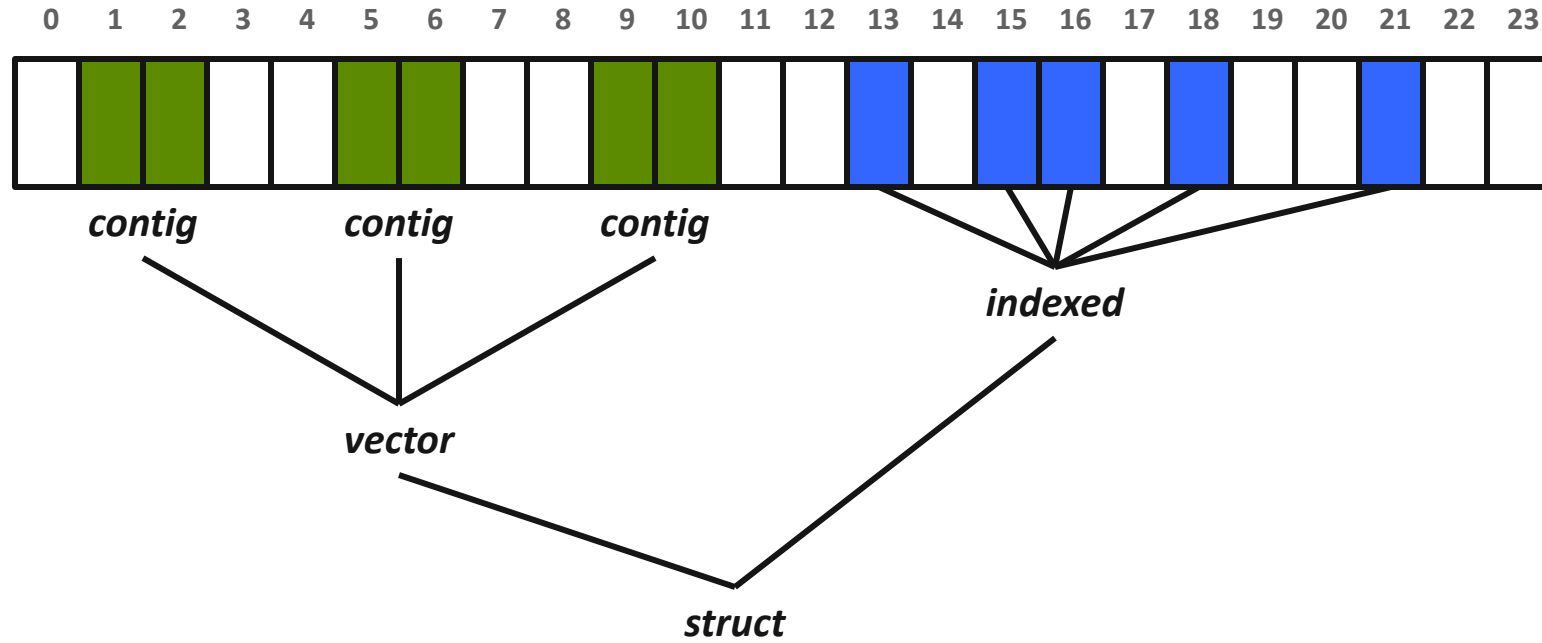 0 1 2 3 4 5 6 7 8 9 10 11 12 13 14 15 16 17 18 19 20 21 22 23
contig contig contig
indexed
vector
struct